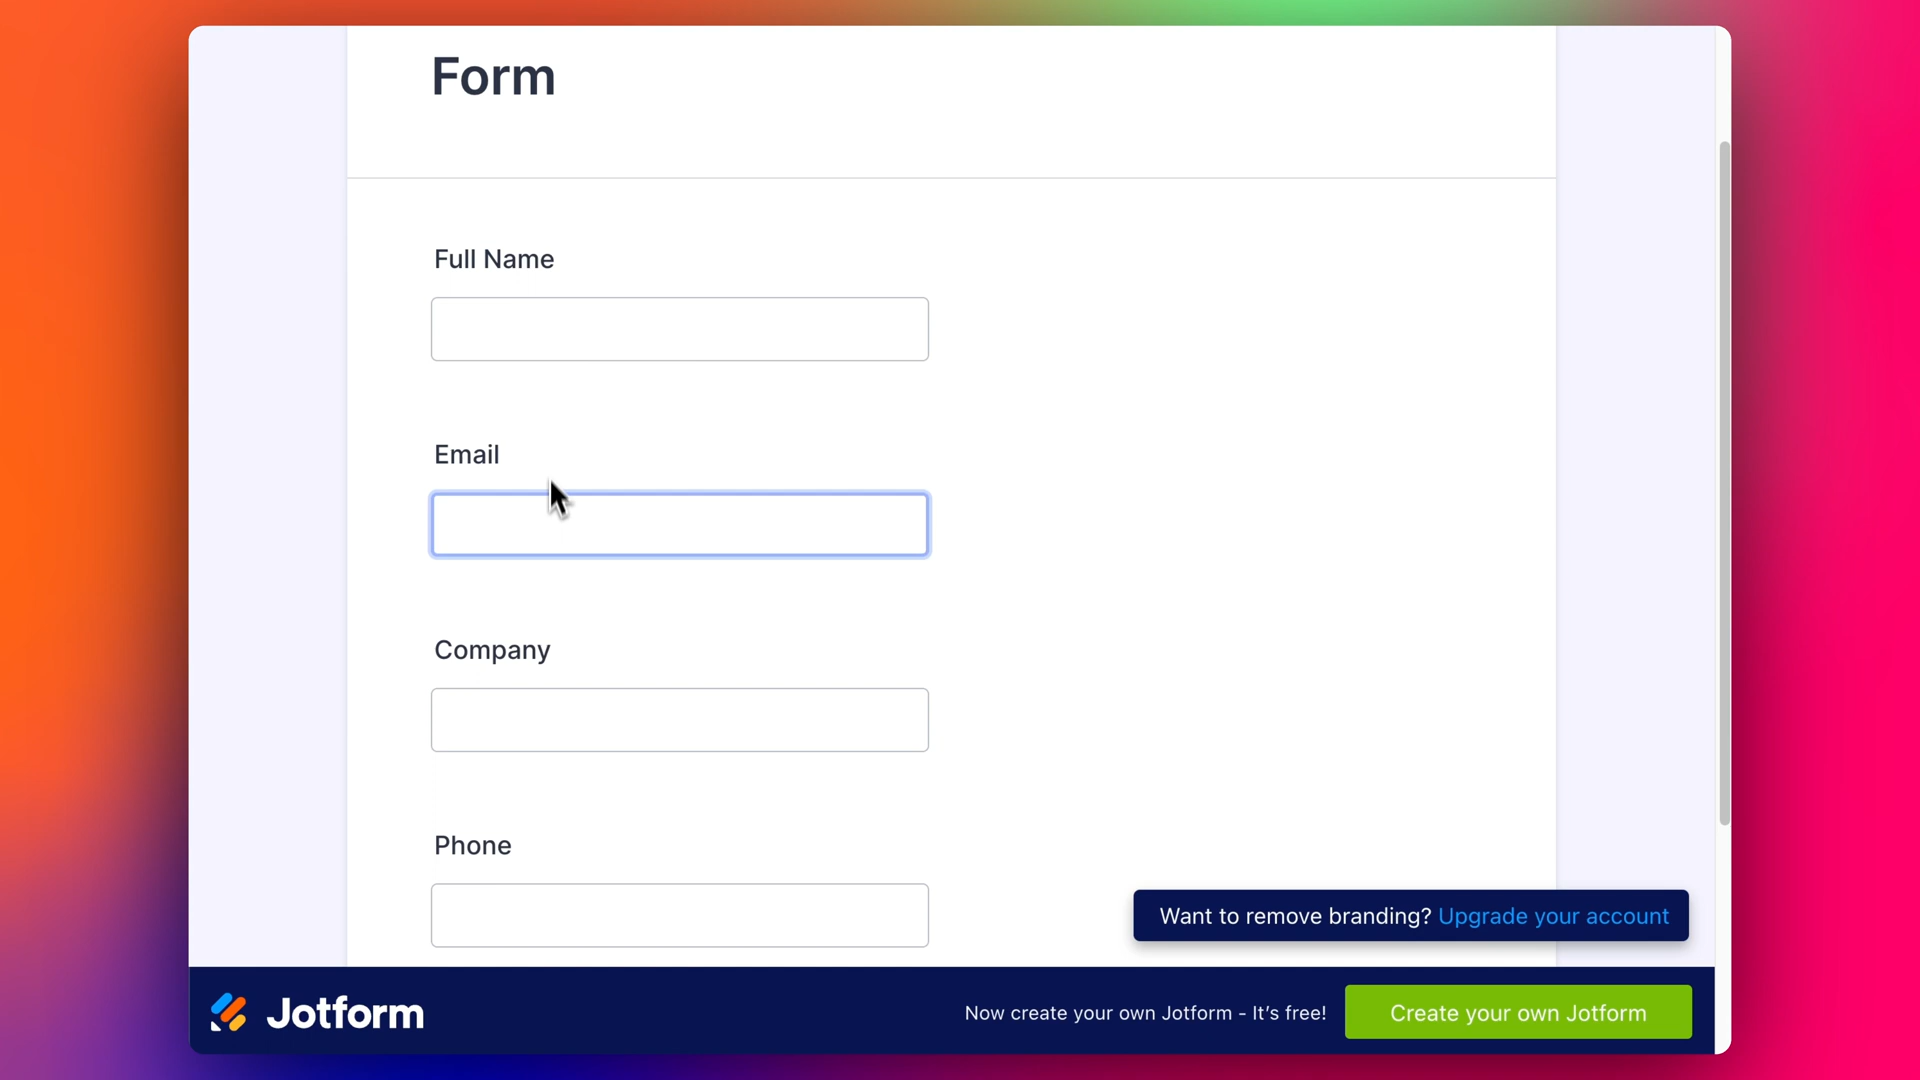 Form
Full Name
Email
Company
Phone
Want to remove branding? Upgrade your account
Jotform
Now create your own Jotform - It's free!
Create your own Jotform